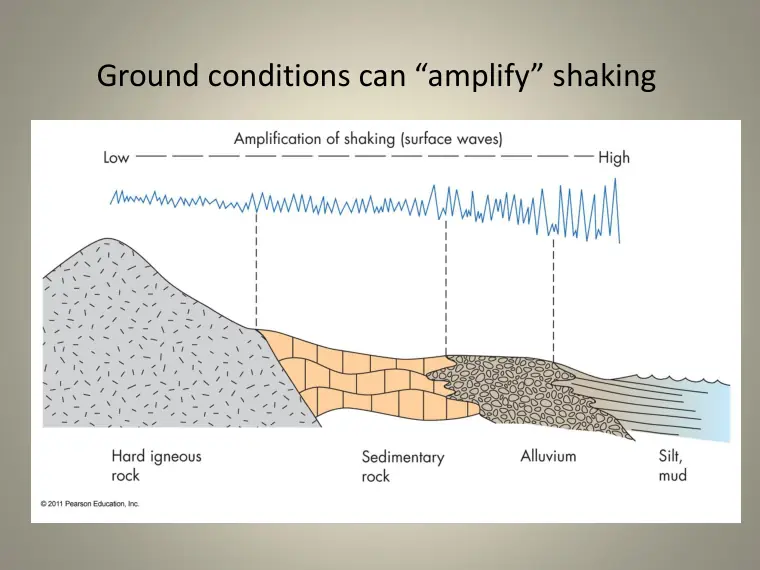 Ground conditions can “amplify” shaking
Amplification of shaking (surface waves)
Low
High
Hard igneous
rock
Sedimentary
rock
Alluvium
Silt,
mud
© 2011 Pearson Education, Inc.